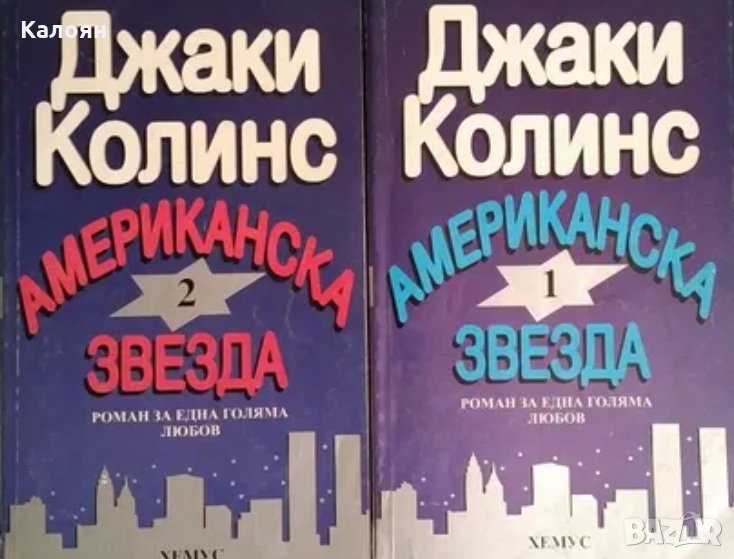 Калоян
Джаки
Колинс
АМЕРИКАНСКА
2
ЗВЕЗДА
РОМАН ЗА ЕДНА ГОЛЯМА
ЛЮБОВ
ХЕМУС
Джаки
Колинс
АМЕРИКАНСКА
1
ЗВЕЗДА
РОМАН ЗА ЕДНА ГОЛЯМА
ЛЮБОВ
ХЕМУС
BAZAR